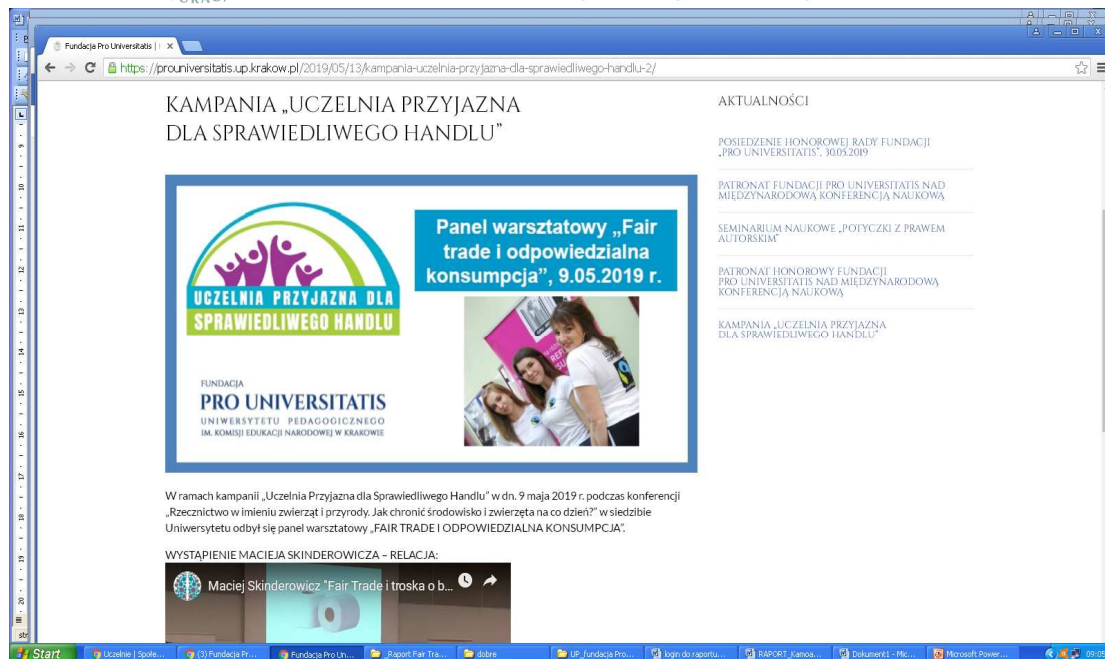 Fundacja Pro Universitatis |
https://prouniversitatis.up.krakow.pl/2019/05/13/kampania-uczelnia-przyjazna-dla-sprawiedliwego-handlu-2/
KAMPANIA „UCZELNIA PRZYJAZNA
DLA SPRAWIEDLIWEGO HANDLU”
Panel warsztatowy „Fair
trade i odpowiedzialna
konsumpcja”, 9.05.2019 r.
UCZELNIA PRZYJAZNA DLA
SPRAWIEDLIWEGO HANDLU
FUNDACJA
PRO UNIVERSITATIS
UNIWERSYTETU PEDAGOGICZNEGO
IM. KOMISJI EDUKACJI NARODOWEJ W KRAKOWIE
W ramach kampanii „Uczelnia Przyjazna dla Sprawiedliwego Handlu” w dn. 9 maja 2019 r. podczas konferencji
„Rzecznictwo w imieniu zwierząt i przyrody. Jak chronić środowisko i zwierzęta na co dzień?” w siedzibie
Uniwersytetu odbył się panel warsztatowy „FAIR TRADE I ODPOWIEDZIALNA KONSUMPCJA”.
WYSTĄPIENIE MACIEJA SKINDEROWICZA – RELACJA:
Maciej Skinderowicz "Fair Trade i troska o b...
AKTUALNOŚCI
POSIEDZENIE HONOROWEJ RADY FUNDACJI
„PRO UNIVERSITATIS”, 30.05.2019
PATRONAT FUNDACJI PRO UNIVERSITATIS NAD
MIĘDZYNARODOWĄ KONFERENCJĄ NAUKOWĄ
SEMINARIUM NAUKOWE „POTYCZKI Z PRAWEM
AUTORSKIM”
PATRONAT HONOROWY FUNDACJI
PRO UNIVERSITATIS NAD MIĘDZYNARODOWĄ
KONFERENCJĄ NAUKOWĄ
KAMPANIA „UCZELNIA PRZYJAZNA
DLA SPRAWIEDLIWEGO HANDLU”
Start
Uczelnie | Społe...
(3) Fundacja Pr...
Fundacja Pro Un...
_Raport Fair Tra...
dobre
UP_fundacja Pro...
login do raportu...
RAPORT_Kamoa...
Dokument1 - Mic...
Microsoft Power...
09:05